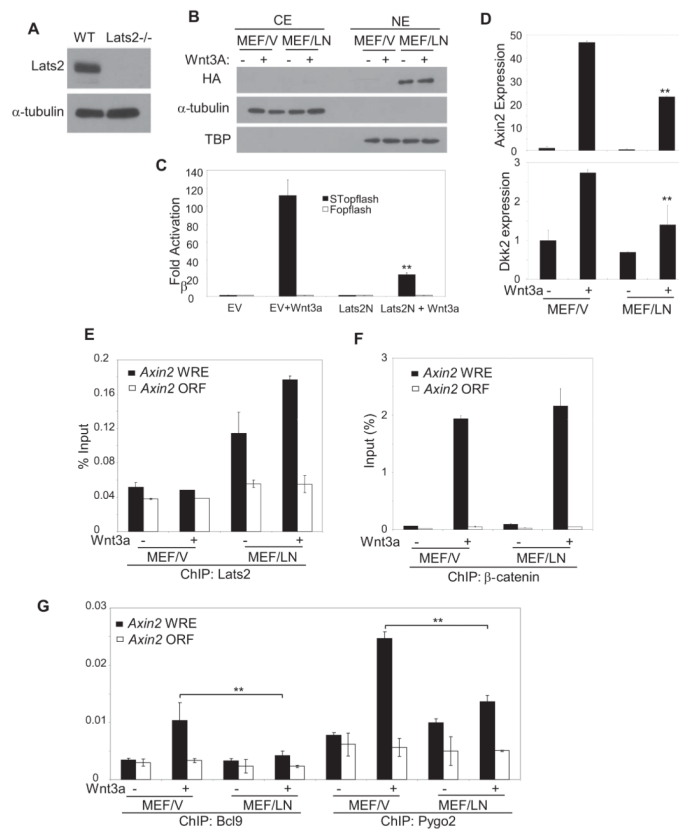 A
WT Lats2-/-
Lats2
α-tubulin
B
CE NE
MEF/V MEF/LN MEF/V MEF/LN
Wnt3A: - + - + - + - +
HA
α-tubulin
TBP
C
Fold Activation
β
140
120
100
80
60
40
20
0
STopflash
Fopflash
**
EV EV+Wnt3a Lats2N Lats2N + Wnt3a
D
Axin2 Expression
50
40
30
20
10
0
**
Dkk2 expression
3
2
1
0
**
Wnt3a - + - +
MEF/V MEF/LN
E
% Input
0.2
0.16
0.12
0.08
0.04
0
Axin2 WRE
Axin2 ORF
Wnt3a - + - +
MEF/V MEF/LN
ChIP: Lats2
F
Input (%)
3
2
1
0
Axin2 WRE
Axin2 ORF
Wnt3a - + - +
MEF/V MEF/LN
ChIP: β-catenin
G
0.03
0.02
0.01
0
Axin2 WRE
Axin2 ORF
**
**
Wnt3a - + - + - + - +
MEF/V MEF/LN MEF/V MEF/LN
ChIP: Bcl9 ChIP: Pygo2